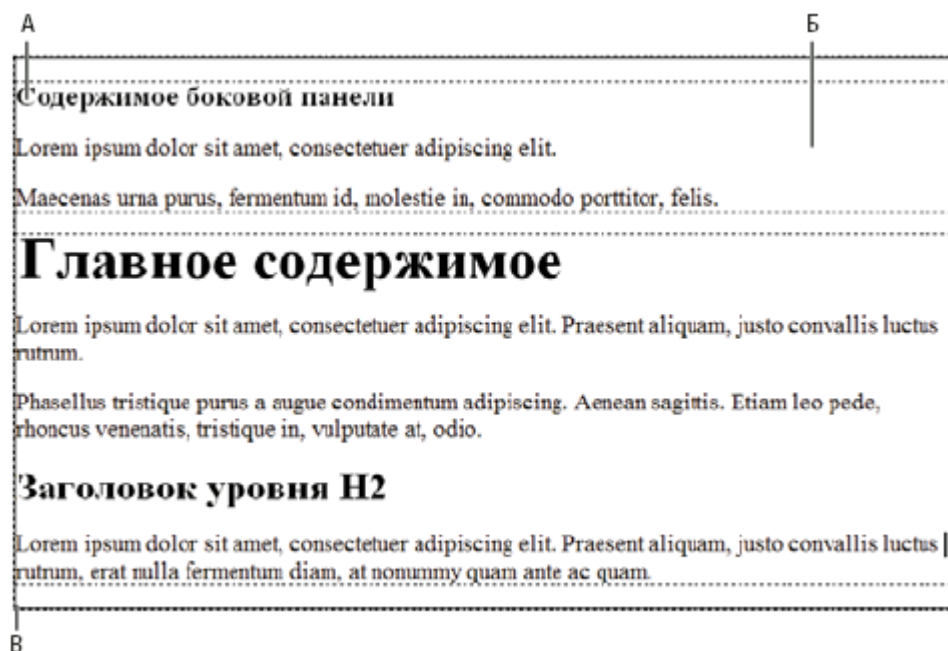 А
Б
Содержимое боковой панели
Lorem ipsum dolor sit amet, consectetuer adipiscing elit.
Maecenas urna purus, fermentum id, molestie in, commodo porttitor, felis.
Главное содержимое
Lorem ipsum dolor sit amet, consectetuer adipiscing elit. Praesent aliquam, justo convallis luctus
rutrum.
Phasellus tristique purus a augue condimentum adipiscing. Aenean sagittis. Etiam leo pede,
rhoncus venenatis, tristique in, vulputate at, odio.
Заголовок уровня H2
Lorem ipsum dolor sit amet, consectetuer adipiscing elit. Praesent aliquam, justo convallis luctus
rutrum, erat nulla fermentum diam, at nonummy quam ante ac quam.
В